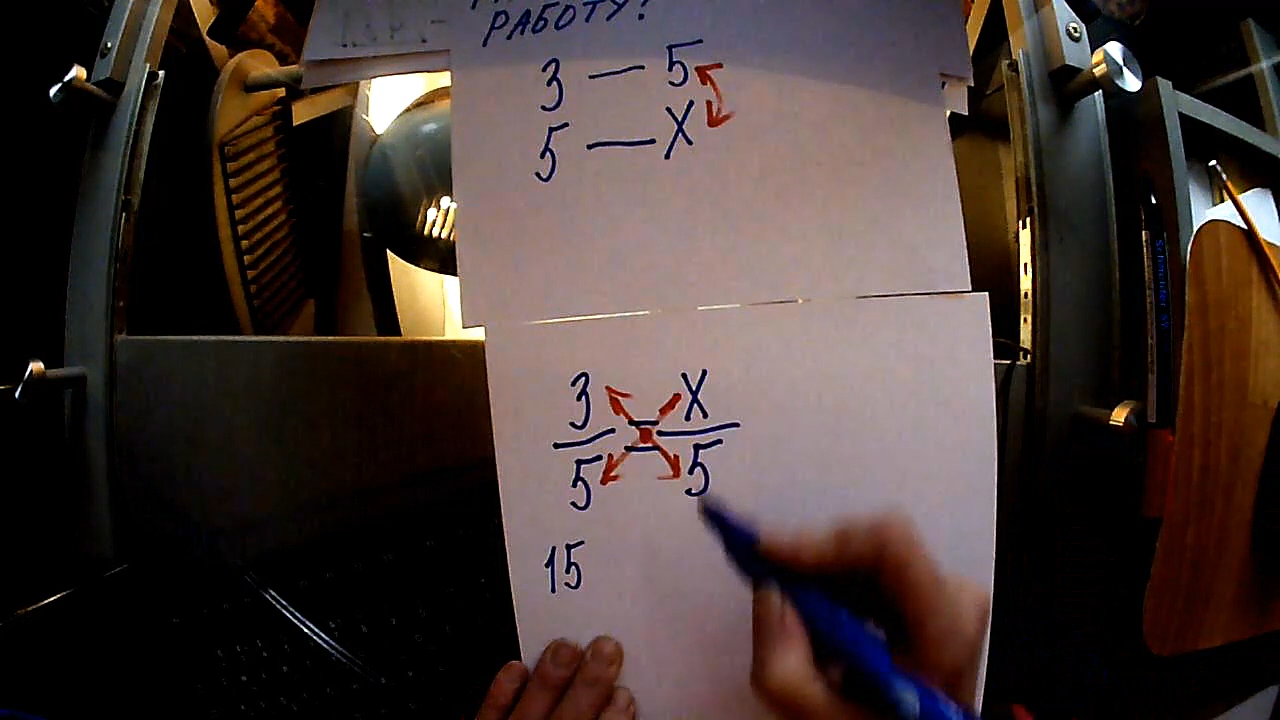 РАБОТУ!
3 — 5
5 — X
3 X
— = —
5 5
15